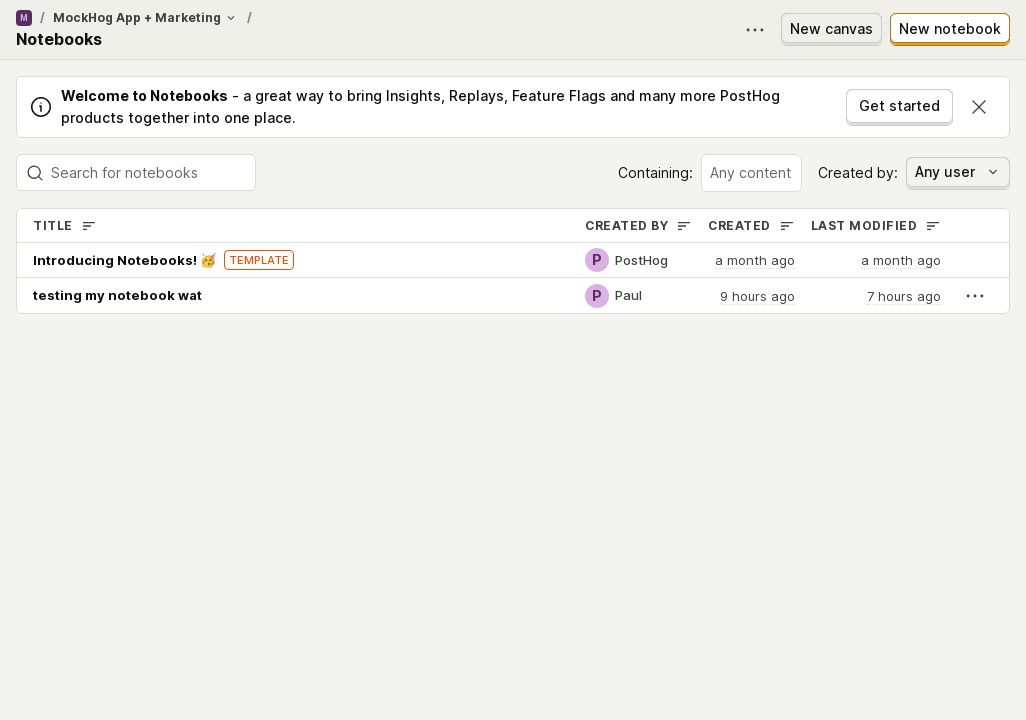 M / MockHog App + Marketing /
Notebooks
New canvas
New notebook
Welcome to Notebooks - a great way to bring Insights, Replays, Feature Flags and many more PostHog
products together into one place.
Get started
Search for notebooks
Containing: Any content
Created by: Any user
TITLE CREATED BY CREATED LAST MODIFIED
Introducing Notebooks! 🥳 TEMPLATE P PostHog a month ago a month ago
testing my notebook wat P Paul 9 hours ago 7 hours ago